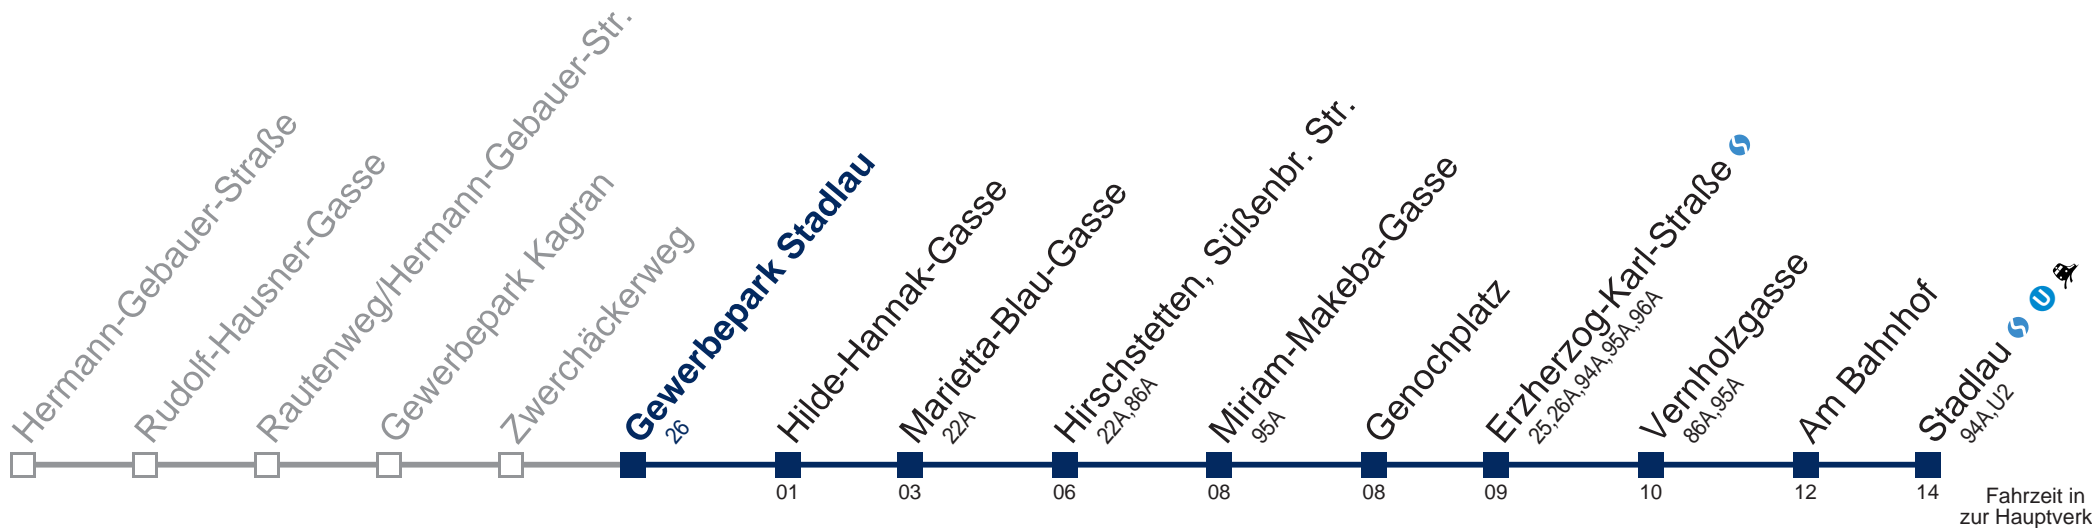 Hermann-Gebauer-Straße
Rudolf-Hausner-Gasse
Rautenweg/Hermann-Gebauer-Str.
Gewerbepark Kagran
Zwerchäckerweg
Gewerbepark Stadlau
26
Hilde-Hannak-Gasse
Marietta-Blau-Gasse
22A
Hirschstetten, Süßenbr. Str.
22A,86A
Miriam-Makeba-Gasse
95A
Genochplatz
Erzherzog-Karl-Straße
25,26A,94A,95A,96A
Vernholzgasse
86A,95A
Am Bahnhof
Stadlau U
94A,U2
01 03 06 08 08 09 10 12 14
Fahrzeit in
zur Hauptverk